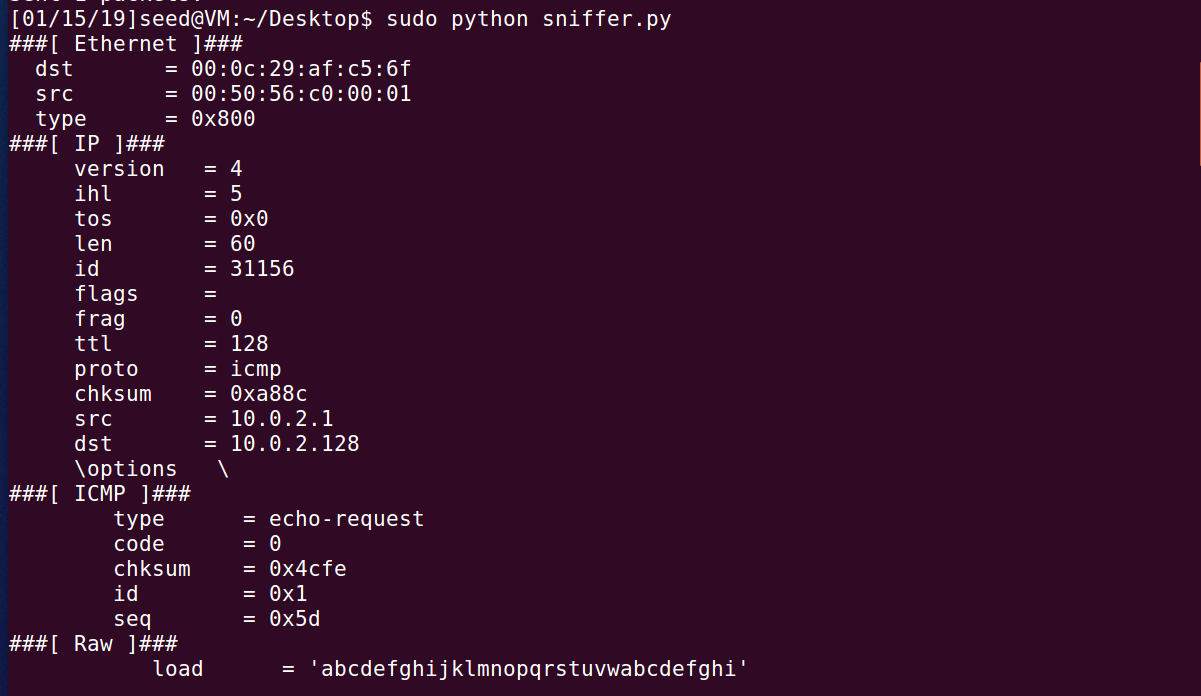 [01/15/19]seed@VM:~/Desktop$ sudo python sniffer.py
###[ Ethernet ]###
  dst       = 00:0c:29:af:c5:6f
  src       = 00:50:56:c0:00:01
  type      = 0x800
###[ IP ]###
     version   = 4
     ihl       = 5
     tos       = 0x0
     len       = 60
     id        = 31156
     flags     =
     frag      = 0
     ttl       = 128
     proto     = icmp
     chksum    = 0xa88c
     src       = 10.0.2.1
     dst       = 10.0.2.128
     \options   \
###[ ICMP ]###
        type      = echo-request
        code      = 0
        chksum    = 0x4cfe
        id        = 0x1
        seq       = 0x5d
###[ Raw ]###
           load      = 'abcdefghijklmnopqrstuvwabcdefghi'